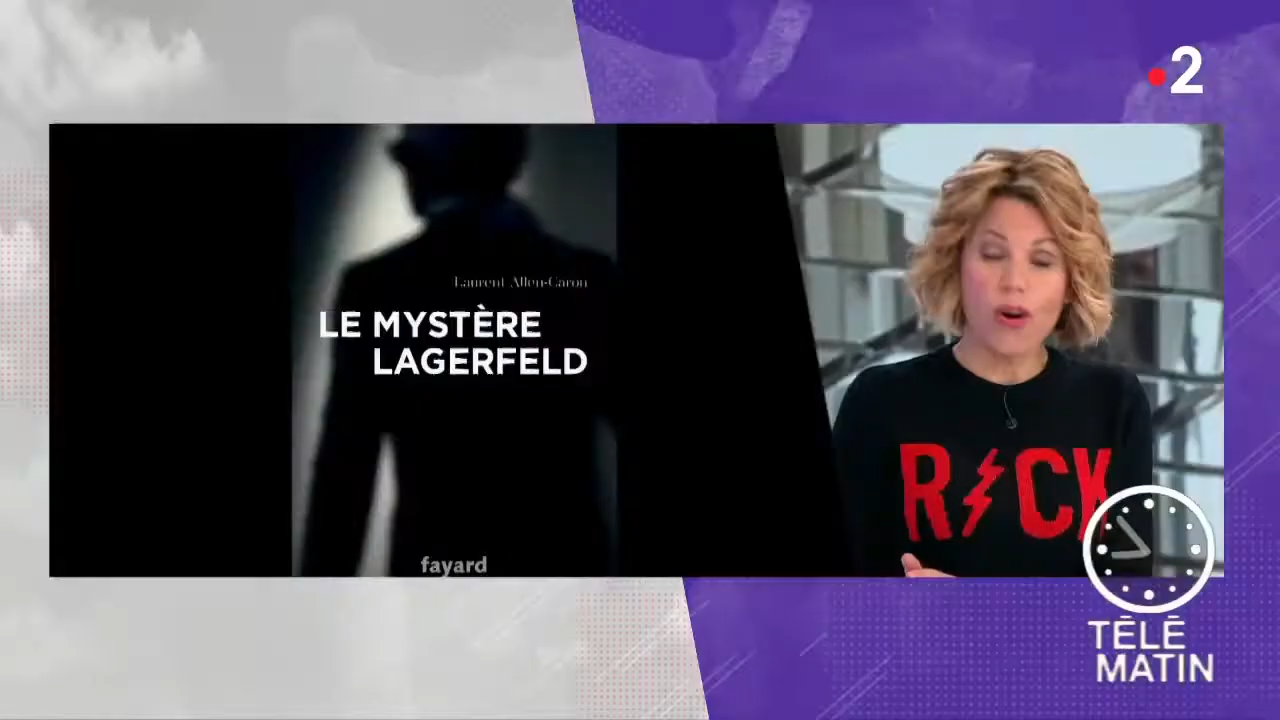 2
Laurent Allen-Caron
LE MYSTÈRE
LAGERFELD
fayard
R CK
TÉLÉ
MATIN